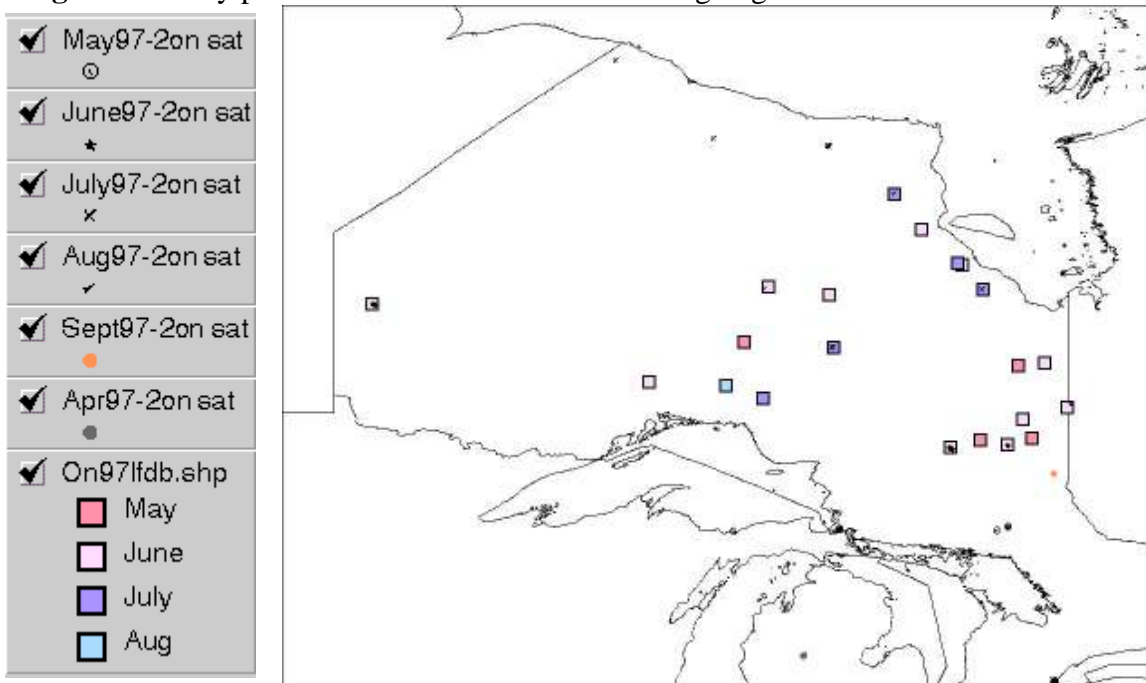 May97-2on sat
June97-2on sat
July97-2on sat
Aug97-2on sat
Sept97-2on sat
Apr97-2on sat
On97lfdb.shp
May
June
July
Aug